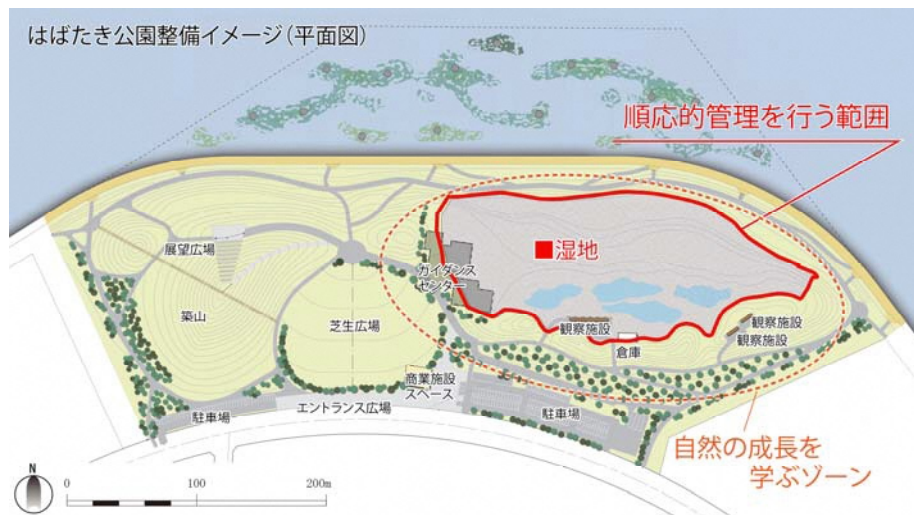 はばたき公園整備イメージ(平面図)
順応的管理を行う範囲
展望広場
ガイダンス
センター
■湿地
築山
芝生広場
観察施設
倉庫
観察施設
観察施設
商業施設
スペース
駐車場
エントランス広場
駐車場
自然の成長を
学ぶゾーン
N
0
100
200m